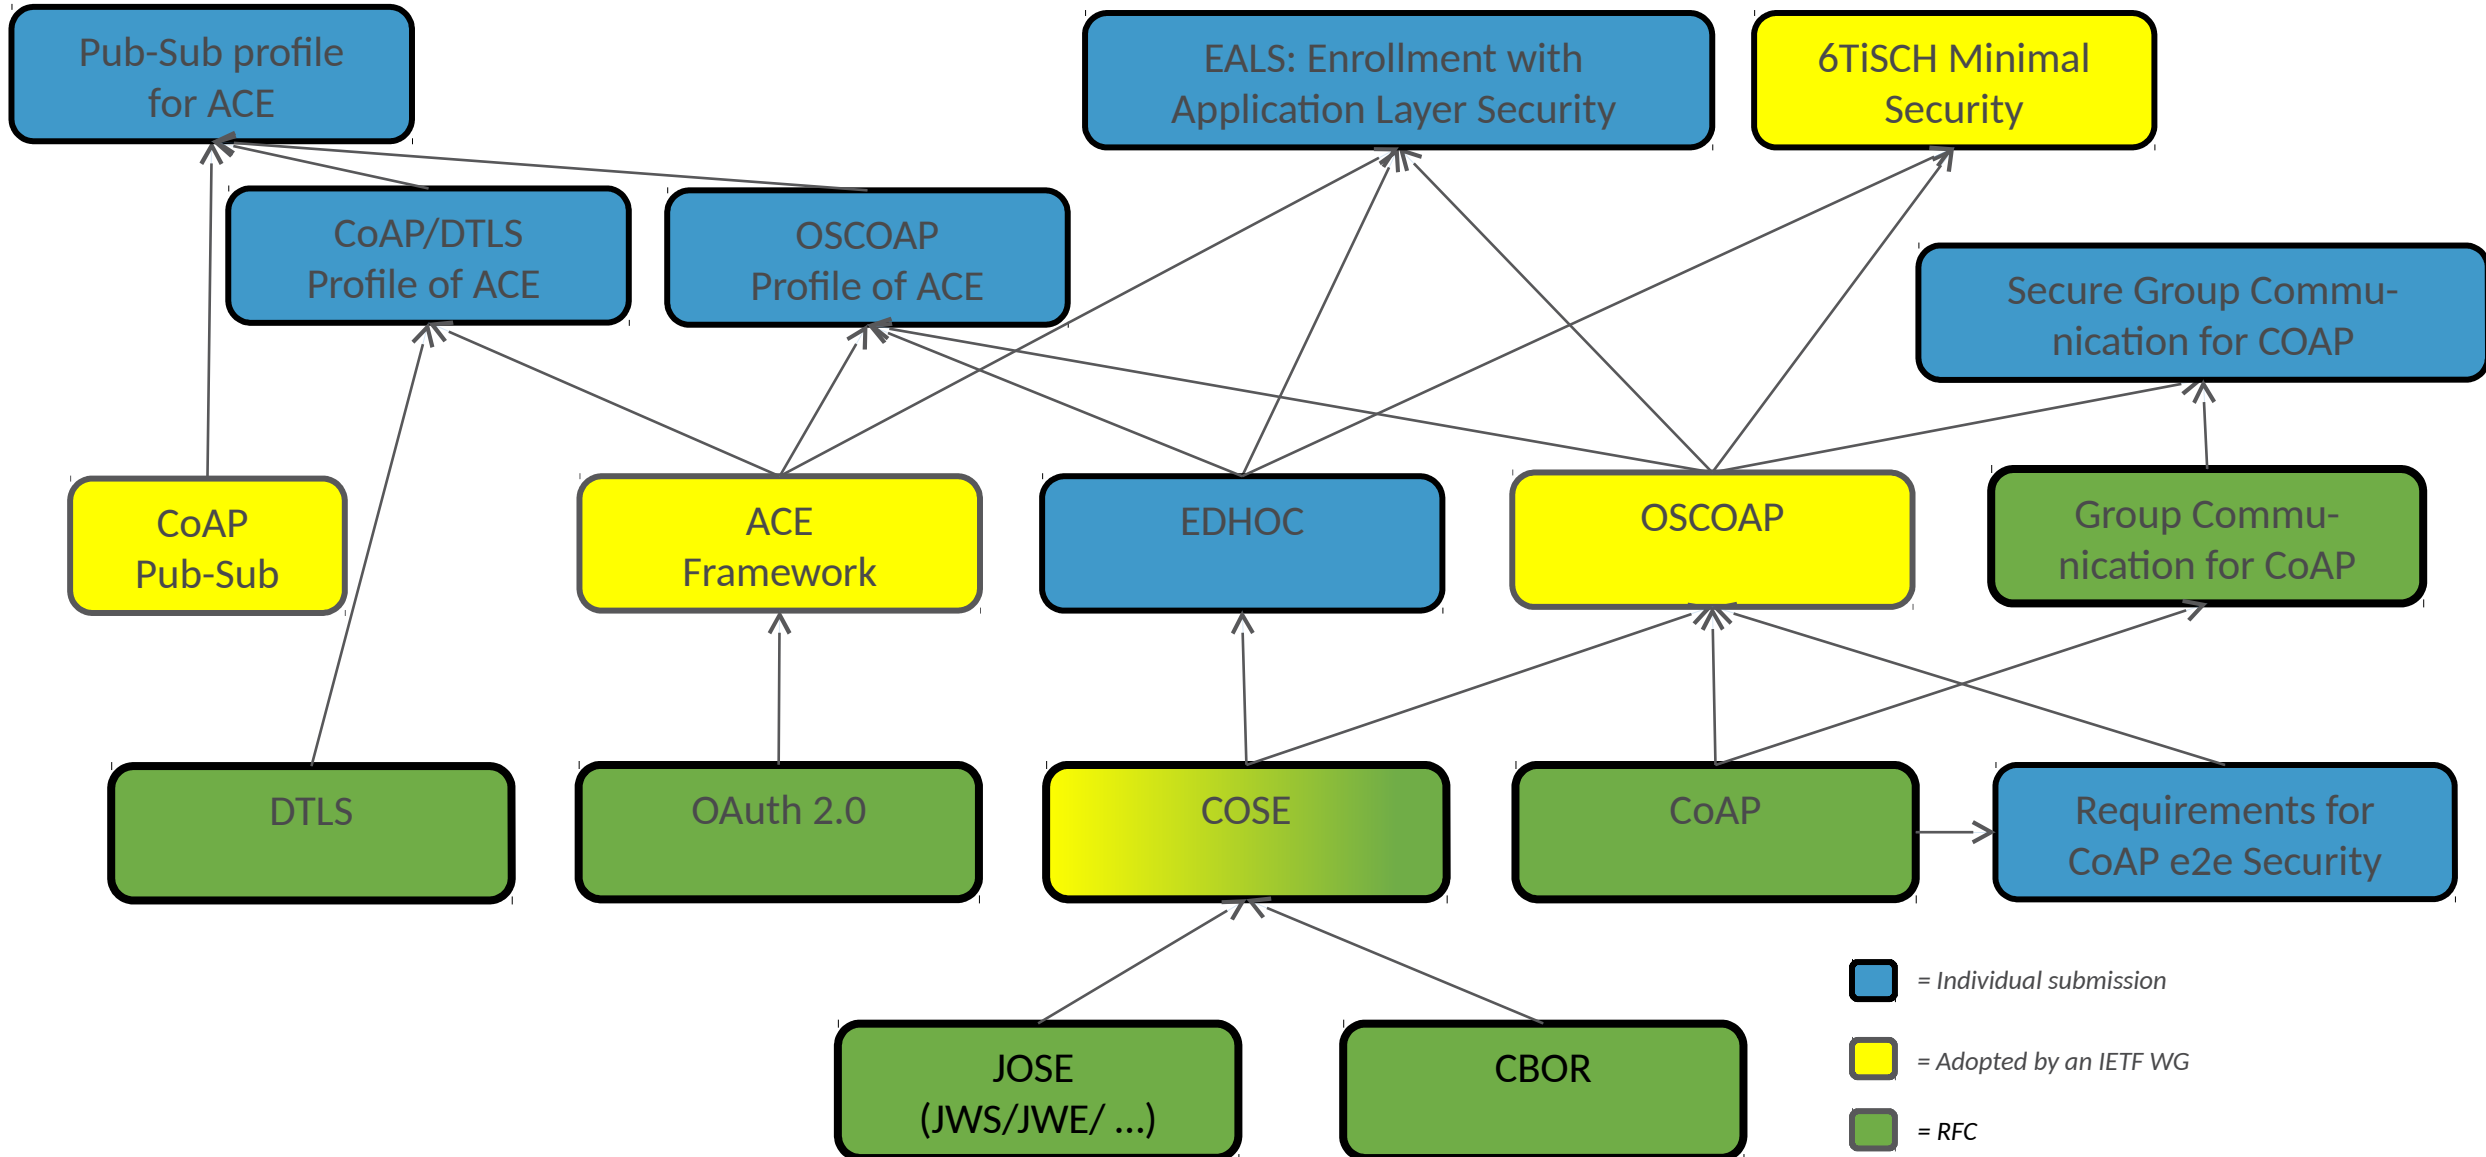 Pub-Sub profile
for ACE
EALS: Enrollment with
Application Layer Security
6TiSCH Minimal
Security
CoAP/DTLS
Profile of ACE
OSCOAP
Profile of ACE
Secure Group Commu-
nication for COAP
CoAP
Pub-Sub
ACE
Framework
EDHOC
OSCOAP
Group Commu-
nication for CoAP
DTLS
OAuth 2.0
COSE
CoAP
Requirements for
CoAP e2e Security
JOSE
(JWS/JWE/ ...)
CBOR
= Individual submission
= Adopted by an IETF WG
= RFC